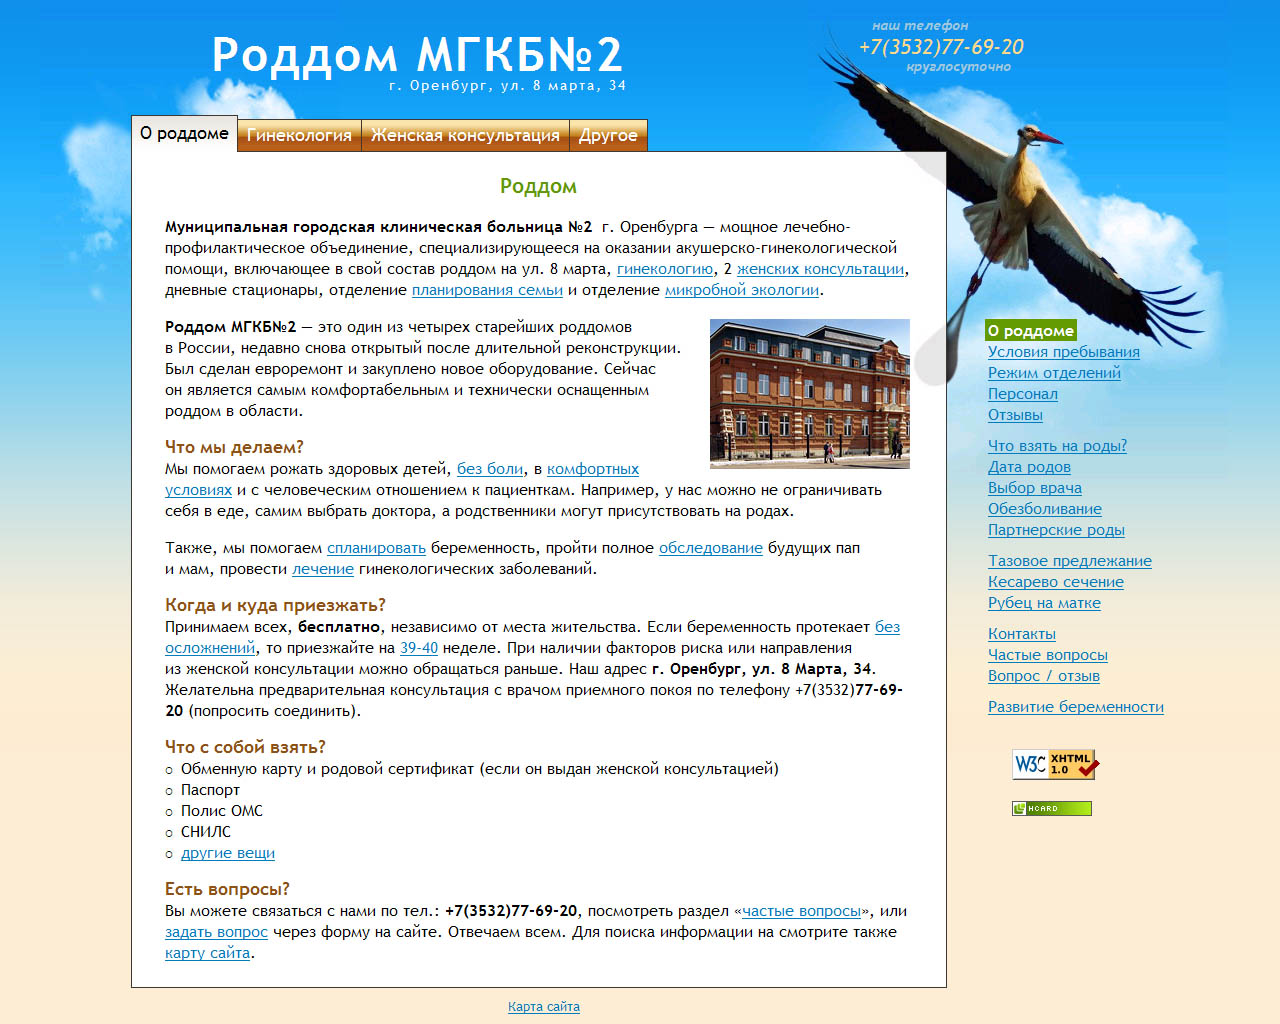 наш телефон
+7(3532)77-69-20
круглосуточно
Роддом МГКБ№2
г. Оренбург, ул. 8 марта, 34
О роддоме
Гинекология
Женская консультация
Другое
Роддом
Муниципальная городская клиническая больница №2 г. Оренбурга — мощное лечебно-
профилактическое объединение, специализирующееся на оказании акушерско-гинекологической
помощи, включающее в свой состав роддом на ул. 8 марта, гинекологию, 2 женских консультации,
дневные стационары, отделение планирования семьи и отделение микробной экологии.
Роддом МГКБ№2 — это один из четырех старейших роддомов
в России, недавно снова открытый после длительной реконструкции.
Был сделан евроремонт и закуплено новое оборудование. Сейчас
он является самым комфортабельным и технически оснащенным
роддом в области.
Что мы делаем?
Мы помогаем рожать здоровых детей, без боли, в комфортных
условиях и с человеческим отношением к пациенткам. Например, у нас можно не ограничивать
себя в еде, самим выбрать доктора, а родственники могут присутствовать на родах.
Также, мы помогаем спланировать беременность, пройти полное обследование будущих пап
и мам, провести лечение гинекологических заболеваний.
Когда и куда приезжать?
Принимаем всех, бесплатно, независимо от места жительства. Если беременность протекает без
осложнений, то приезжайте на 39-40 неделе. При наличии факторов риска или направления
из женской консультации можно обращаться раньше. Наш адрес г. Оренбург, ул. 8 Марта, 34.
Желательна предварительная консультация с врачом приемного покоя по телефону +7(3532)77-69-
20 (попросить соединить).
Что с собой взять?
Обменную карту и родовой сертификат (если он выдан женской консультацией)
Паспорт
Полис ОМС
СНИЛС
другие вещи
Есть вопросы?
Вы можете связаться с нами по тел.: +7(3532)77-69-20, посмотреть раздел «частые вопросы», или
задать вопрос через форму на сайте. Отвечаем всем. Для поиска информации на смотрите также
карту сайта.
О роддоме
Условия пребывания
Режим отделений
Персонал
Отзывы
Что взять на роды?
Дата родов
Выбор врача
Обезболивание
Партнерские роды
Тазовое предлежание
Кесарево сечение
Рубец на матке
Контакты
Частые вопросы
Вопрос / отзыв
Развитие беременности
W3C XHTML
1.0
HCARD
Карта сайта